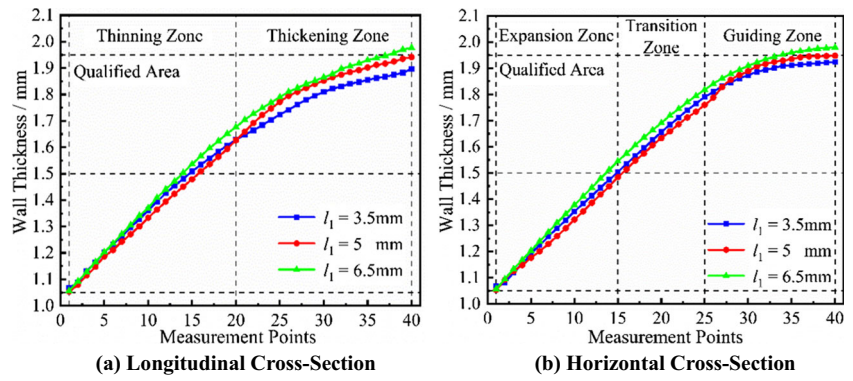 Thinning Zone Thickening Zone
Qualified Area
Wall Thickness / mm
2.1
2.0
1.9
1.8
1.7
1.6
1.5
1.4
1.3
1.2
1.1
1.0
l₁ = 3.5mm
l₁ = 5 mm
l₁ = 6.5mm
0 5 10 15 20 25 30 35 40
Measurement Points
(a) Longitudinal Cross-Section
Expansion Zone Transition Zone Guiding Zone
Qualified Area
Wall Thickness / mm
2.1
2.0
1.9
1.8
1.7
1.6
1.5
1.4
1.3
1.2
1.1
1.0
l₁ = 3.5mm
l₁ = 5 mm
l₁ = 6.5mm
0 5 10 15 20 25 30 35 40
Measurement Points
(b) Horizontal Cross-Section